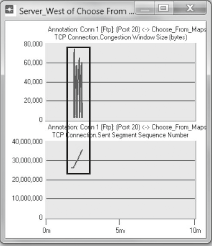 Server_West of Choose From ...
Annotation: Conn 1 [Ftp]: (Port 20) <-> Choose_From_Maps
TCP Connection.Congestion Window Size (bytes)
80,000
60,000
40,000
20,000
0
Annotation: Conn 1 [Ftp]: (Port 20) <-> Choose_From_Maps
TCP Connection.Sent Segment Sequence Number
40,000,000
30,000,000
20,000,000
10,000,000
0
0m 5m 10m